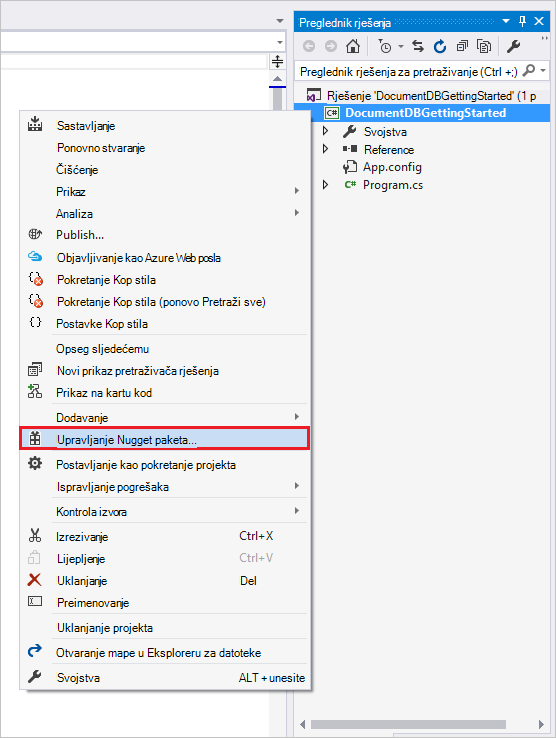 Preglednik rješenja
Preglednik rješenja za pretraživanje (Ctrl +;)
Rješenje 'DocumentDBGettingStarted' (1 p
C# DocumentDBGettingStarted
Svojstva
Reference
App.config
C# Program.cs
Sastavljanje
Ponovno stvaranje
Čišćenje
Prikaz
Analiza
Publish...
Objavljivanje kao Azure Web posla
Pokretanje Kop stila
Pokretanje Kop stila (ponovo Pretraži sve)
Postavke Kop stila
Opseg sljedećemu
Novi prikaz pretraživača rješenja
Prikaz na kartu kod
Dodavanje
Upravljanje Nugget paketa...
Postavljanje kao pokretanje projekta
Ispravljanje pogrešaka
Kontrola izvora
Izrezivanje Ctrl+X
Lijepljenje Ctrl+V
Uklanjanje Del
Preimenovanje
Uklanjanje projekta
Otvaranje mape u Eksploreru za datoteke
Svojstva ALT +unesite